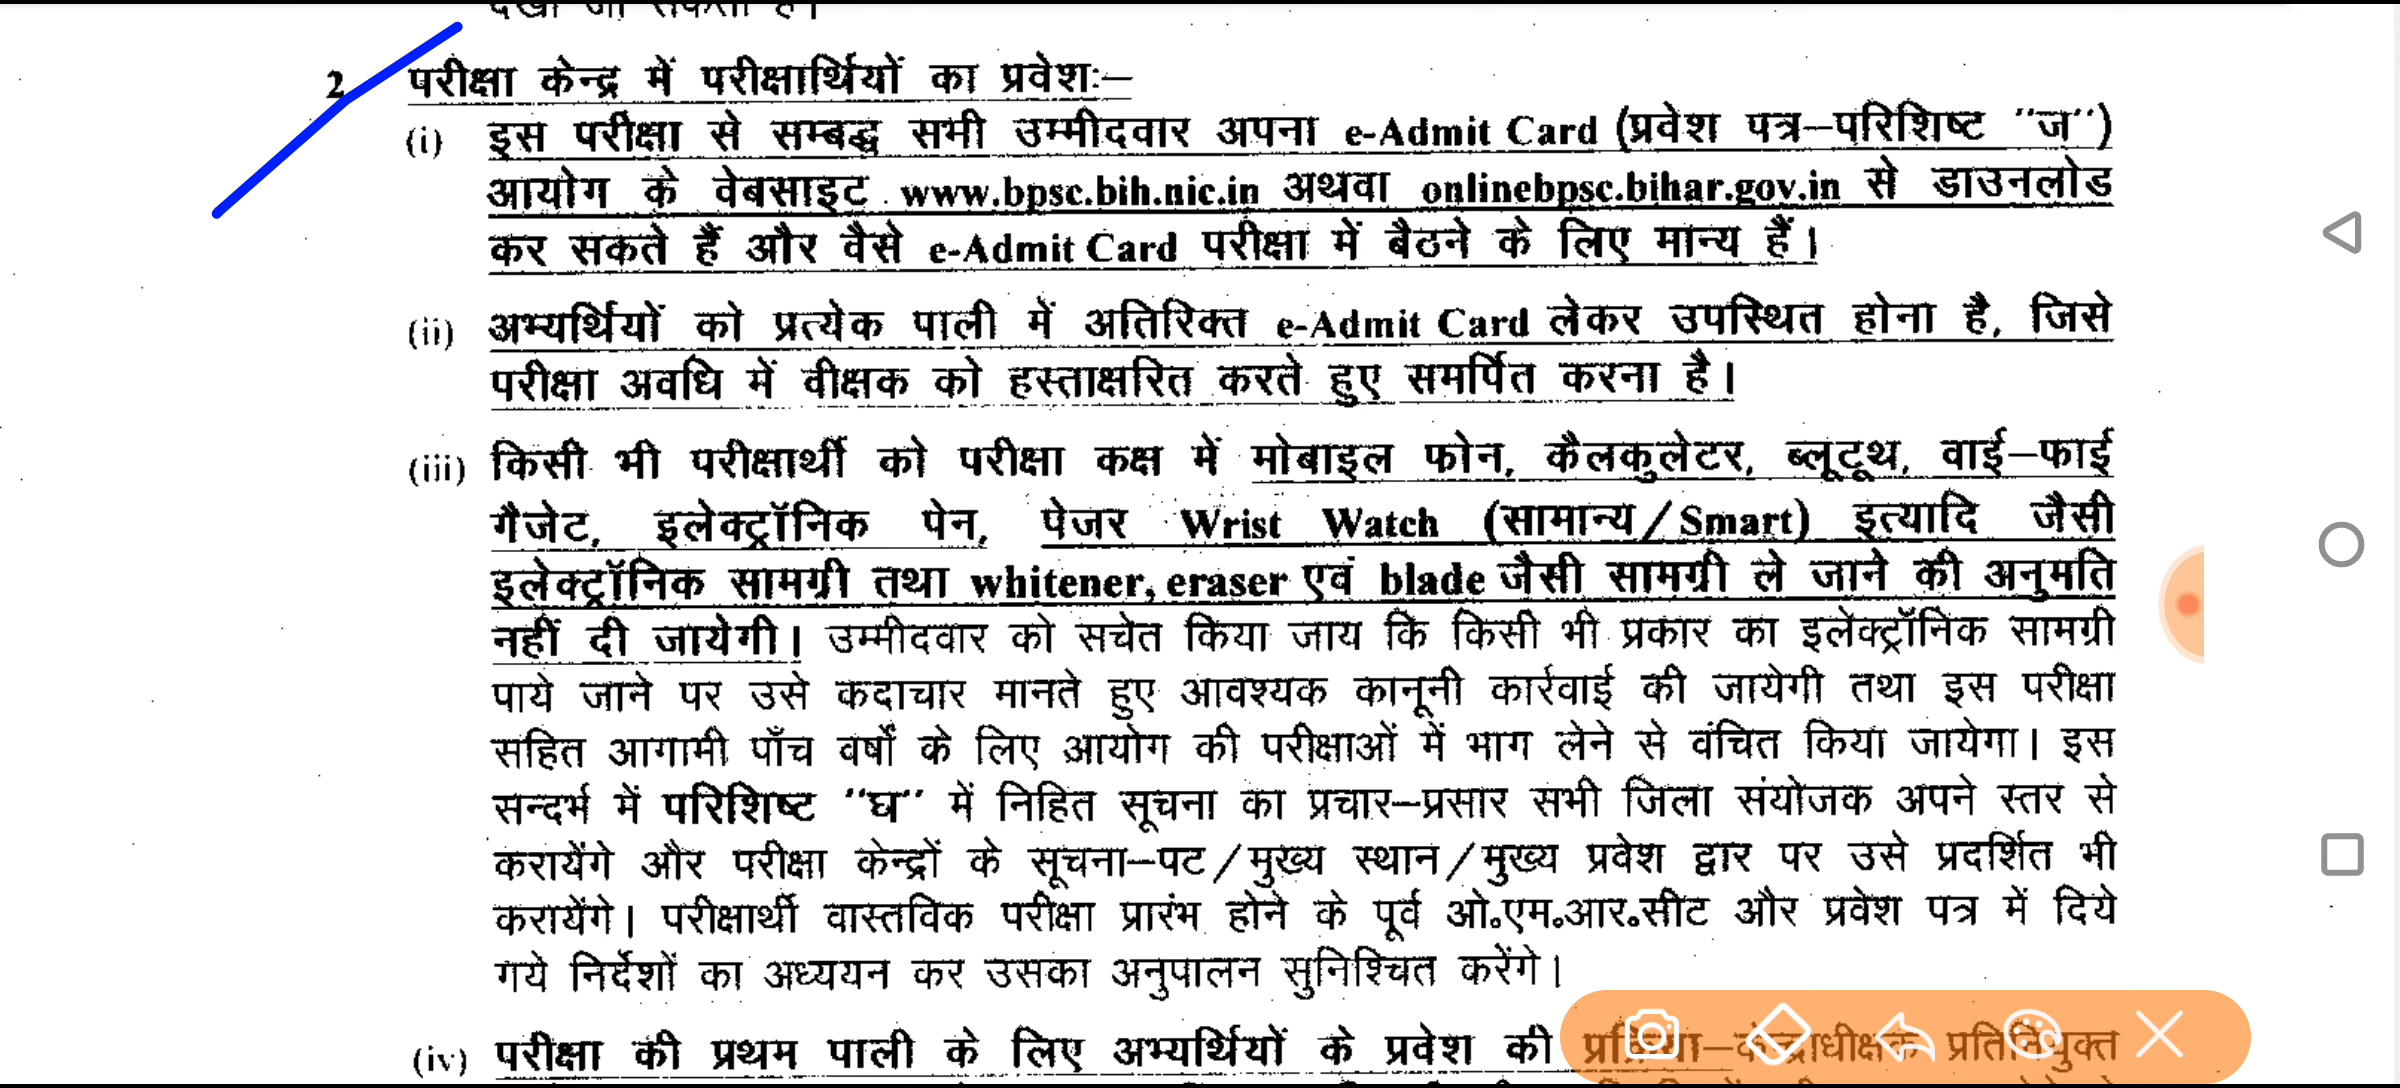 देखा जा सकता है।
2. परीक्षा केन्द्र में परीक्षार्थियों का प्रवेशः–
(i) इस परीक्षा से सम्बद्ध सभी उम्मीदवार अपना e-Admit Card (प्रवेश पत्र–परिशिष्ट "ज")
आयोग के वेबसाइट www.bpsc.bih.nic.in अथवा onlinebpsc.bihar.gov.in से डाउनलोड
कर सकते हैं और वैसे e-Admit Card परीक्षा में बैठने के लिए मान्य हैं।
(ii) अभ्यर्थियों को प्रत्येक पाली में अतिरिक्त e-Admit Card लेकर उपस्थित होना है, जिसे
परीक्षा अवधि में वीक्षक को हस्ताक्षरित करते हुए समर्पित करना है।
(iii) किसी भी परीक्षार्थी को परीक्षा कक्ष में मोबाइल फोन, कैलकुलेटर, ब्लूटूथ, वाई–फाई
गैजेट, इलेक्ट्रॉनिक पेन, पेजर Wrist Watch (सामान्य/Smart) इत्यादि जैसी
इलेक्ट्रॉनिक सामग्री तथा whitener, eraser एवं blade जैसी सामग्री ले जाने की अनुमति
नहीं दी जायेगी। उम्मीदवार को सचेत किया जाय कि किसी भी प्रकार का इलेक्ट्रॉनिक सामग्री
पाये जाने पर उसे कदाचार मानते हुए आवश्यक कानूनी कार्रवाई की जायेगी तथा इस परीक्षा
सहित आगामी पाँच वर्षों के लिए आयोग की परीक्षाओं में भाग लेने से वंचित किया जायेगा। इस
सन्दर्भ में परिशिष्ट "घ" में निहित सूचना का प्रचार–प्रसार सभी जिला संयोजक अपने स्तर से
करायेंगे और परीक्षा केन्द्रों के सूचना–पट/मुख्य स्थान/मुख्य प्रवेश द्वार पर उसे प्रदर्शित भी
करायेंगे। परीक्षार्थी वास्तविक परीक्षा प्रारंभ होने के पूर्व ओ०एम०आर०सीट और प्रवेश पत्र में दिये
गये निर्देशों का अध्ययन कर उसका अनुपालन सुनिश्चित करेंगे।
(iv) परीक्षा की प्रथम पाली के लिए अभ्यर्थियों के प्रवेश की प्रक्रिया–केन्द्राधीक्षक प्रतिनियुक्त